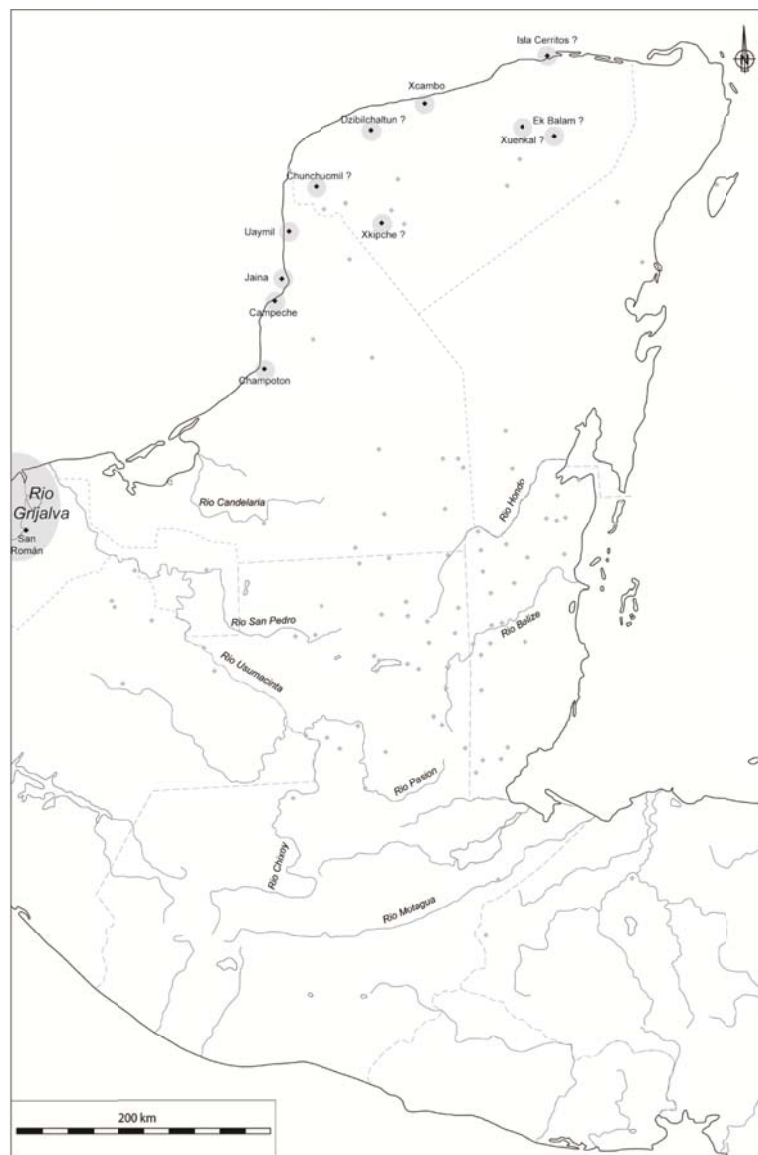 Isla Cerritos ?
N
Xcambo
Dzibilchaltun ?
Ek Balam ?
Xuenkal ?
Chunchucmil ?
Uaymil
Xkipche ?
Jaina
Campeche
Champoton
Rio
Grijalva
San
Román
Rio Candelaria
Rio Hondo
Rio San Pedro
Rio Belize
Rio Usumacinta
Rio Pasion
Rio Chixoy
Rio Motagua
200 km